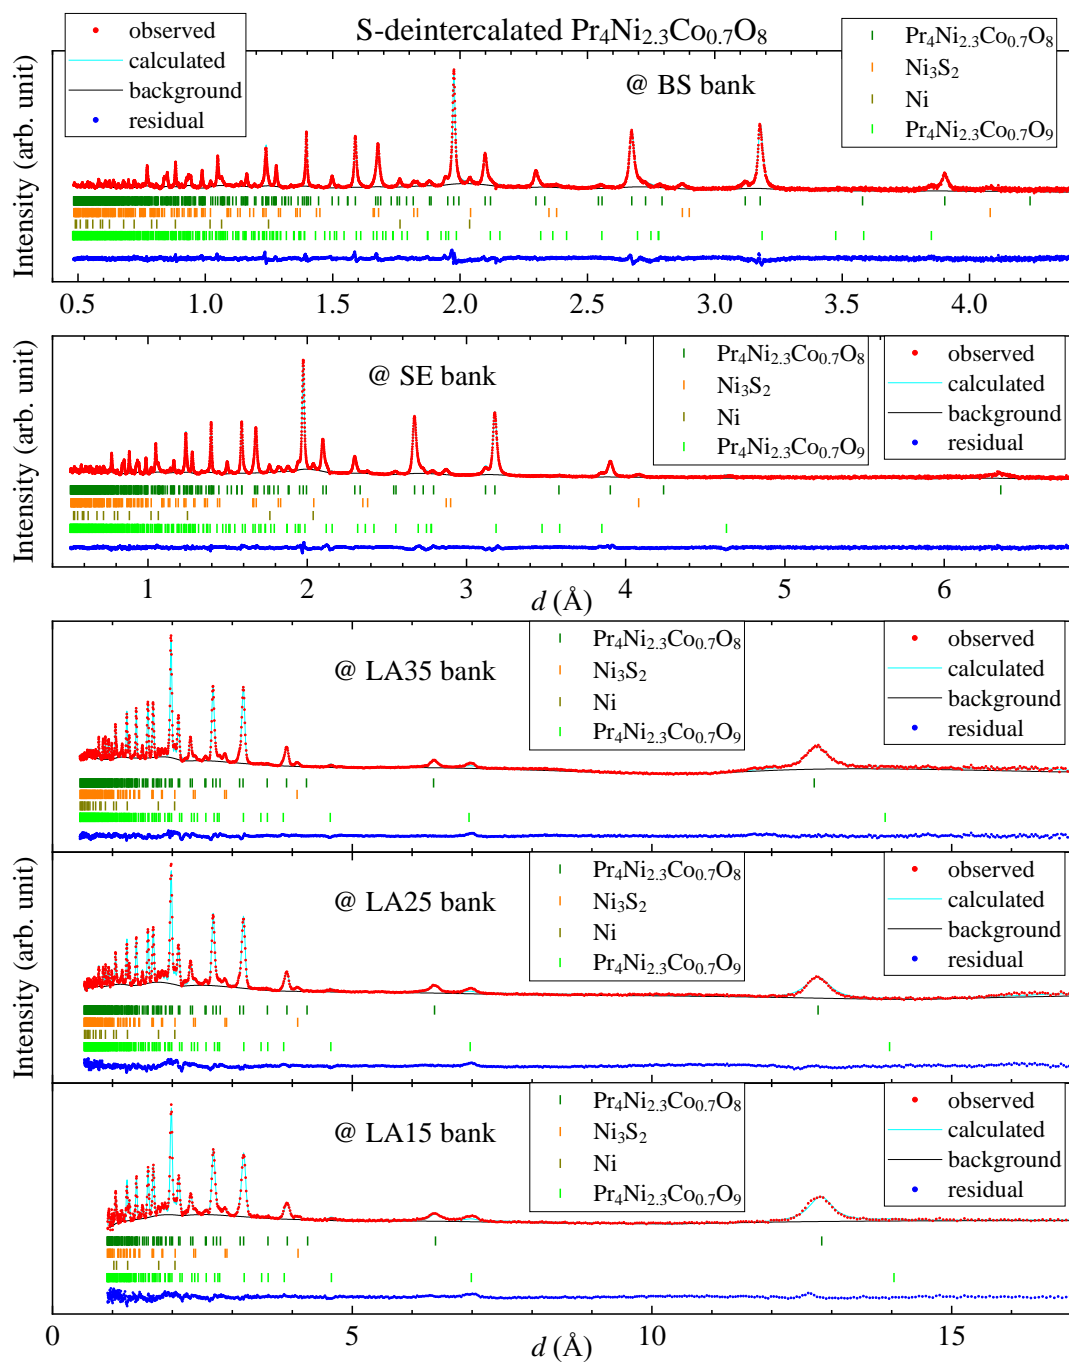 S-deintercalated Pr₄Ni₂.₃Co₀.₇O₈
observed
calculated
background
residual
@ BS bank
Pr₄Ni₂.₃Co₀.₇O₈
Ni₃S₂
Ni
Pr₄Ni₂.₃Co₀.₇O₉
Intensity (arb. unit)
0.5 1.0 1.5 2.0 2.5 3.0 3.5 4.0
@ SE bank
Pr₄Ni₂.₃Co₀.₇O₈
Ni₃S₂
Ni
Pr₄Ni₂.₃Co₀.₇O₉
observed
calculated
background
residual
Intensity (arb. unit)
1 2 3 4 5 6
d (Å)
@ LA35 bank
Pr₄Ni₂.₃Co₀.₇O₈
Ni₃S₂
Ni
Pr₄Ni₂.₃Co₀.₇O₉
observed
calculated
background
residual
@ LA25 bank
Pr₄Ni₂.₃Co₀.₇O₈
Ni₃S₂
Ni
Pr₄Ni₂.₃Co₀.₇O₉
observed
calculated
background
residual
Intensity (arb. unit)
@ LA15 bank
Pr₄Ni₂.₃Co₀.₇O₈
Ni₃S₂
Ni
Pr₄Ni₂.₃Co₀.₇O₉
observed
calculated
background
residual
0 5 10 15
d (Å)